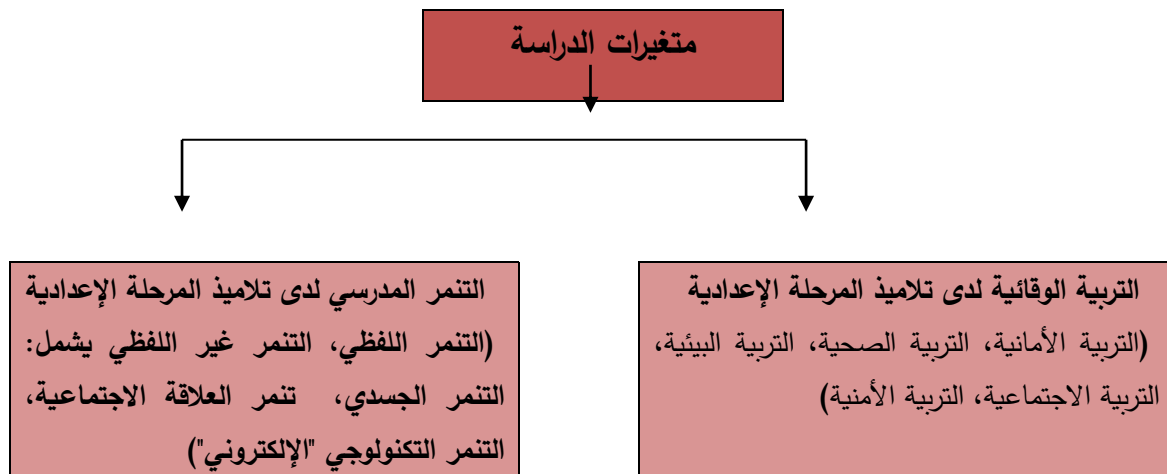 متغيرات الدراسة
التربية الوقائية لدى تلاميذ المرحلة الإعدادية
(التربية الأمانية، التربية الصحية، التربية البيئية،
التربية الاجتماعية، التربية الأمنية)
التنمر المدرسي لدى تلاميذ المرحلة الإعدادية
(التنمر اللفظي، التنمر غير اللفظي يشمل:
التنمر الجسدي، تنمر العلاقة الاجتماعية،
التنمر التكنولوجي "الإلكتروني")